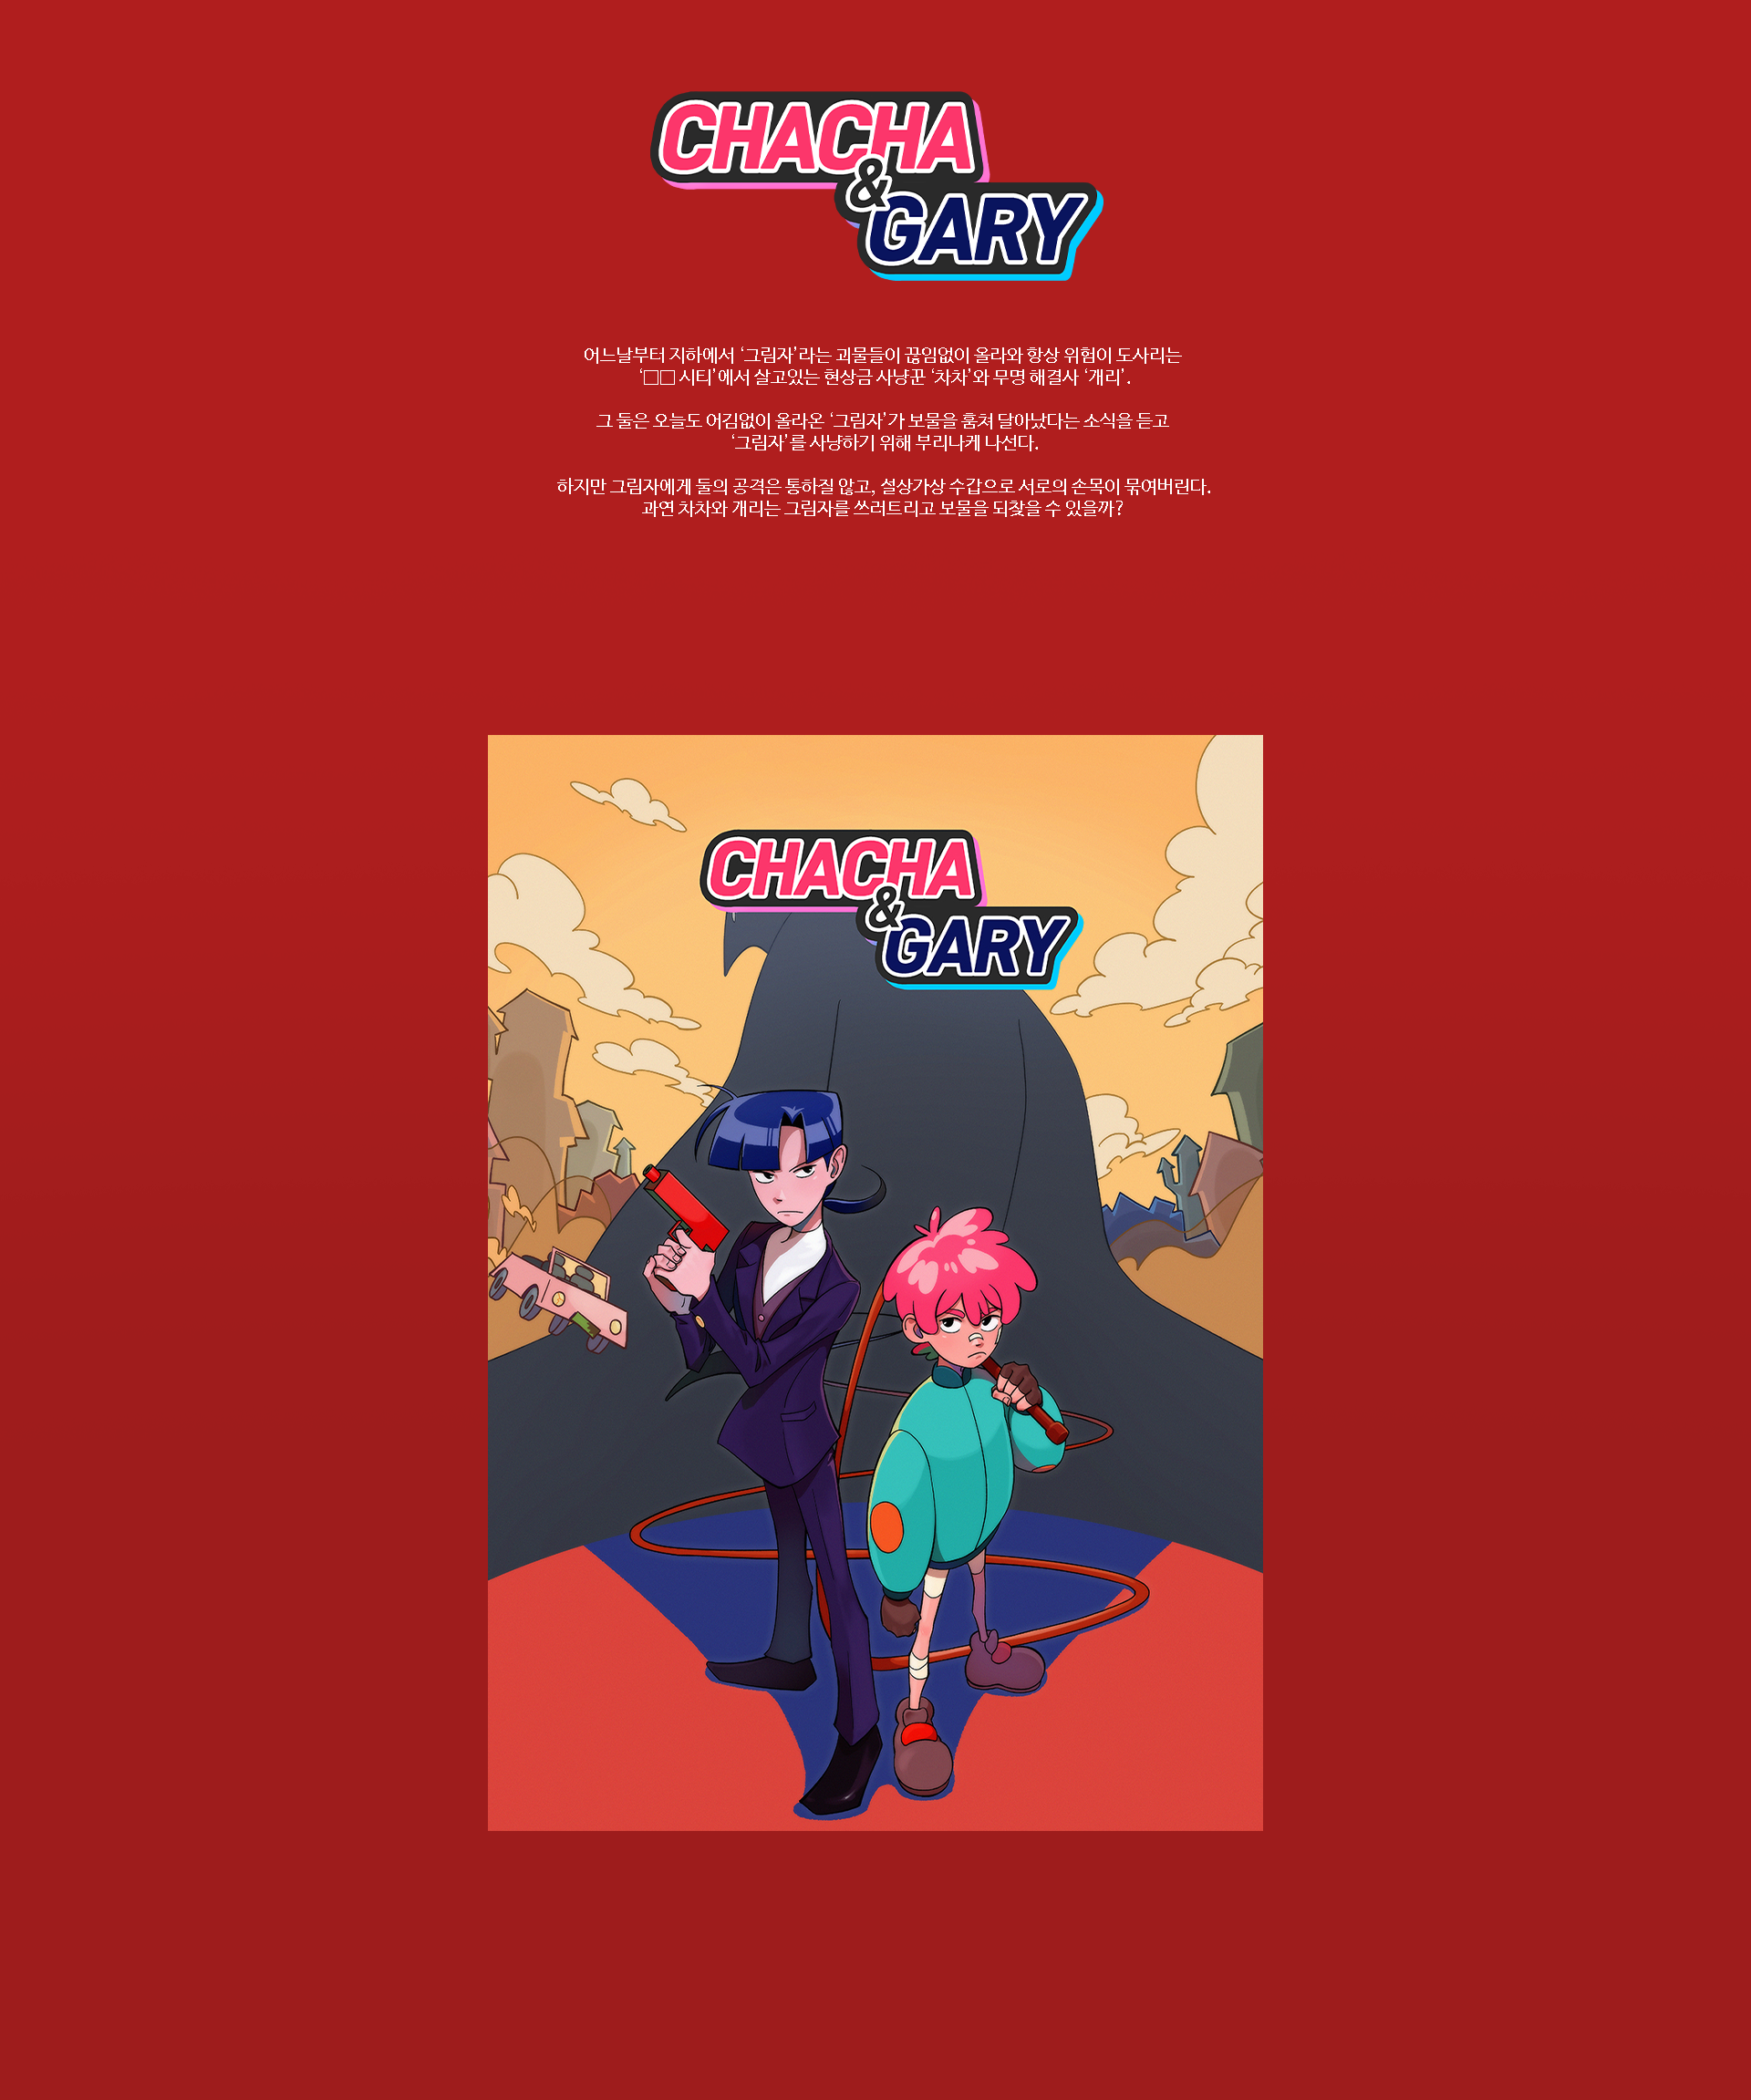 CHACHA
&
GARY
어느날부터 지하에서 ‘그림자’라는 괴물들이 끊임없이 올라와 항상 위험이 도사리는
‘□□ 시티’에서 살고있는 현상금 사냥꾼 ‘차차’와 무명 해결사 ‘개리’.
그 둘은 오늘도 어김없이 올라온 ‘그림자’가 보물을 훔쳐 달아났다는 소식을 듣고
‘그림자’를 사냥하기 위해 부리나케 나선다.
하지만 그림자에게 둘의 공격은 통하질 않고, 설상가상 수갑으로 서로의 손목이 묶여버린다.
과연 차차와 개리는 그림자를 쓰러트리고 보물을 되찾을 수 있을까?
CHACHA
&
GARY